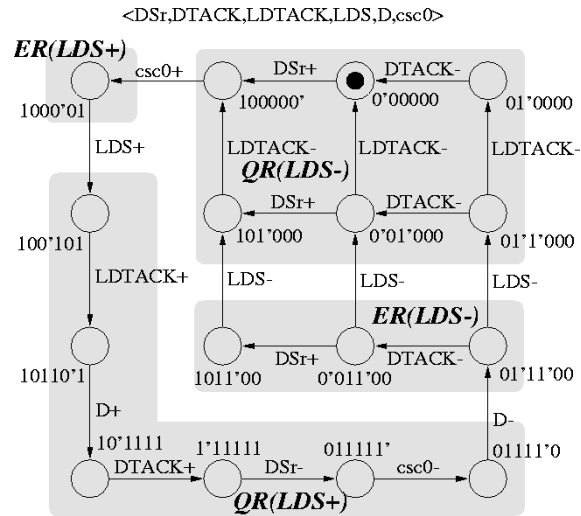 <DSr,DTACK,LDTACK,LDS,D,csc0>
ER(LDS+)
csc0+ DSr+ DTACK-
1000'01 100000' 0'00000 01'0000
LDS+ LDTACK- LDTACK- LDTACK-
QR(LDS-)
DSr+ DTACK-
100'101 101'000 0'01'000 01'1'000
LDTACK+ LDS- LDS- LDS-
ER(LDS-)
DSr+ DTACK-
10110'1 1011'00 0'011'00 01'11'00
D+ D-
10'1111 1'11111 011111' 01111'0
DTACK+ DSr- csc0-
QR(LDS+)